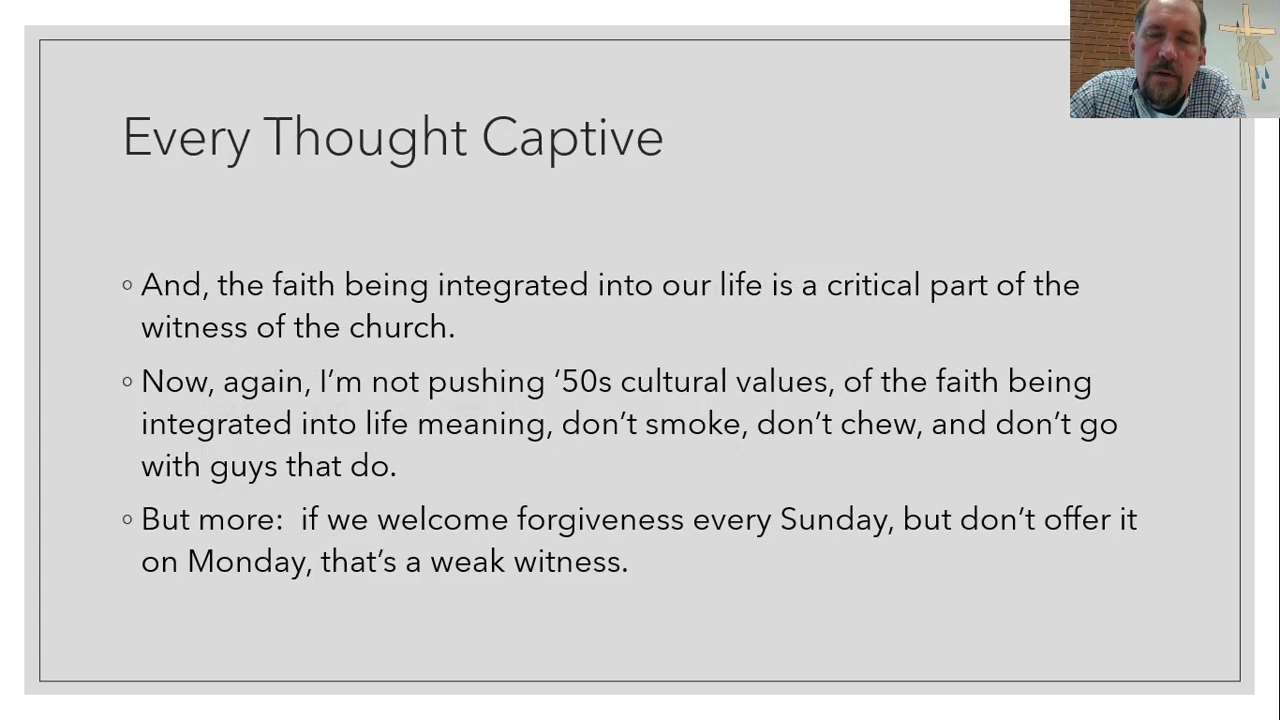 Every Thought Captive
◦ And, the faith being integrated into our life is a critical part of the
witness of the church.
◦ Now, again, I’m not pushing ‘50s cultural values, of the faith being
integrated into life meaning, don’t smoke, don’t chew, and don’t go
with guys that do.
◦ But more:  if we welcome forgiveness every Sunday, but don’t offer it
on Monday, that’s a weak witness.